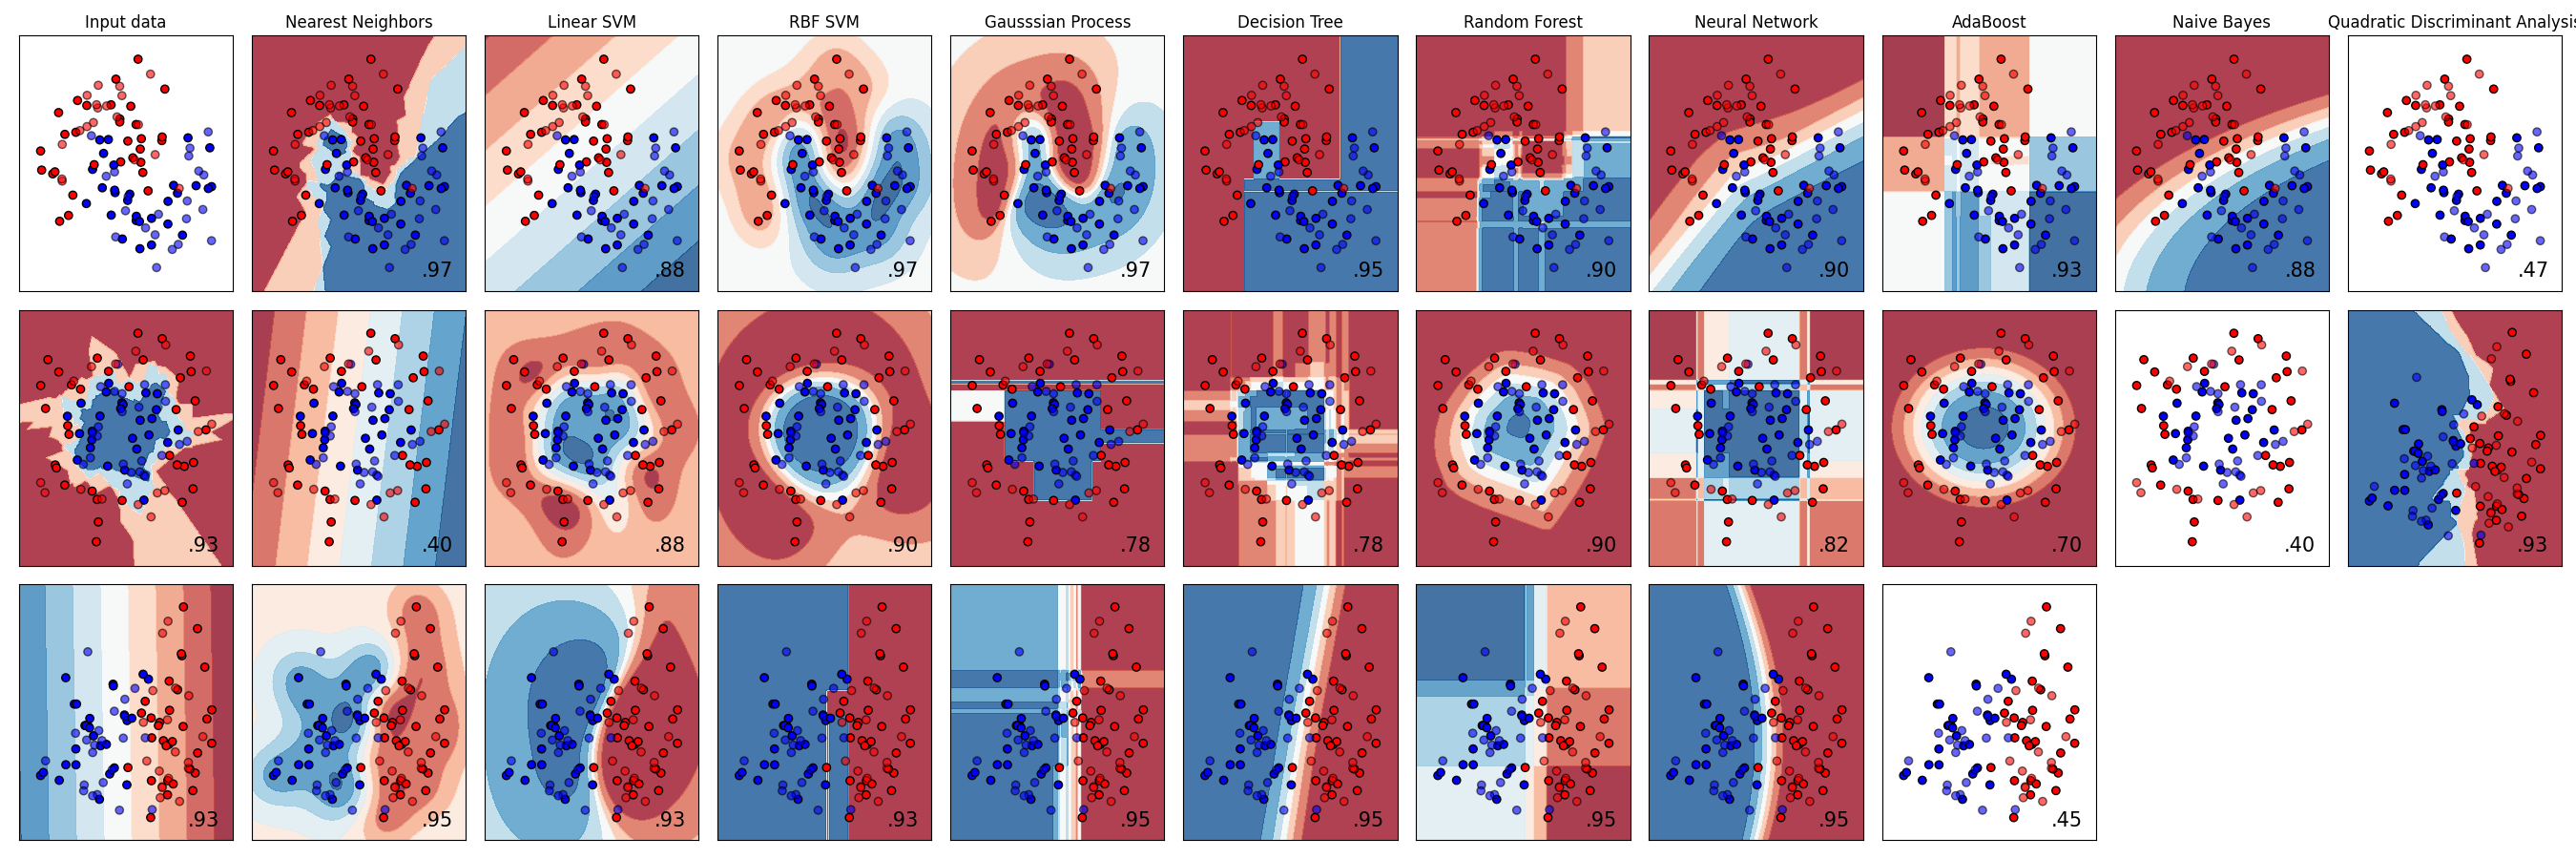 Input data
Nearest Neighbors
Linear SVM
RBF SVM
Gausssian Process
Decision Tree
Random Forest
Neural Network
AdaBoost
Naive Bayes
Quadratic Discriminant Analysis
.97
.88
.97
.97
.95
.90
.90
.93
.88
.47
.93
.40
.88
.90
.78
.78
.90
.82
.70
.40
.93
.93
.95
.93
.93
.95
.95
.95
.95
.45